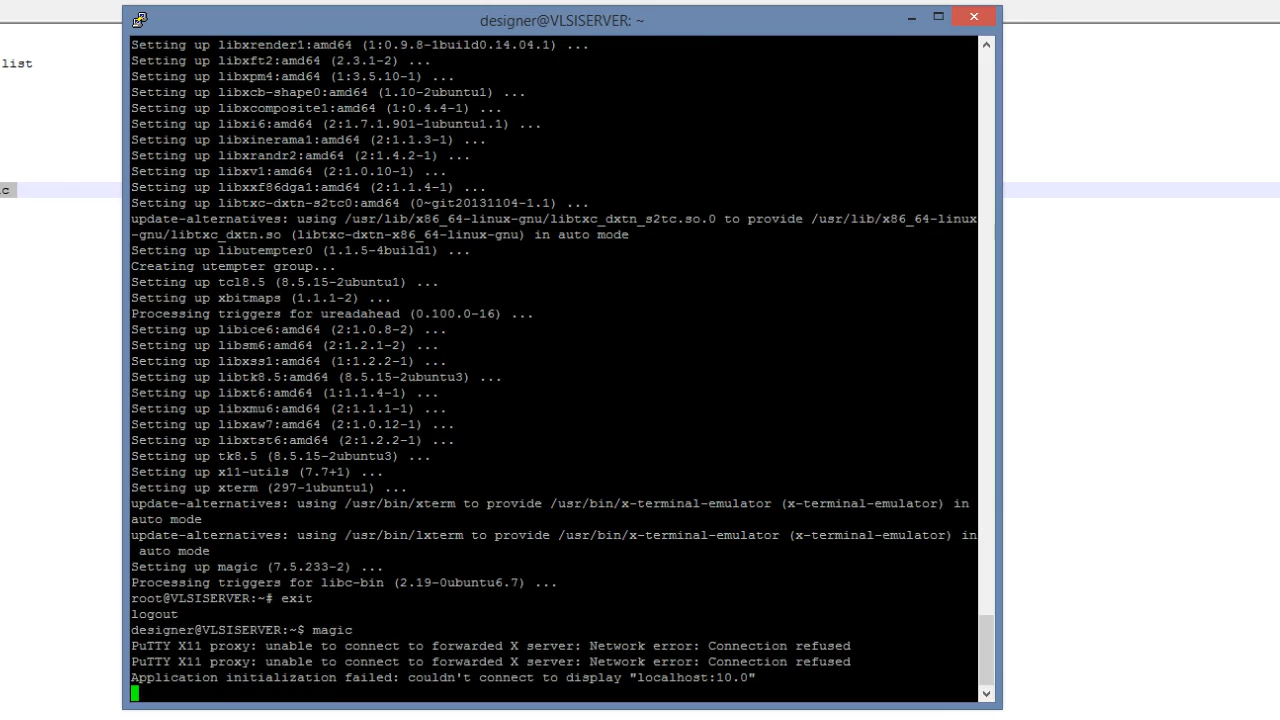 designer@VLSISERVER: ~
list
ic
Setting up libxrender1:amd64 (1:0.9.8-1build0.14.04.1) ...
Setting up libxft2:amd64 (2.3.1-2) ...
Setting up libxpm4:amd64 (1:3.5.10-1) ...
Setting up libxcb-shape0:amd64 (1.10-2ubuntu1) ...
Setting up libxcomposite1:amd64 (1:0.4.4-1) ...
Setting up libxi6:amd64 (2:1.7.1.901-1ubuntu1.1) ...
Setting up libxinerama1:amd64 (2:1.1.3-1) ...
Setting up libxrandr2:amd64 (2:1.4.2-1) ...
Setting up libxv1:amd64 (2:1.0.10-1) ...
Setting up libxxf86dga1:amd64 (2:1.1.4-1) ...
Setting up libtxc-dxtn-s2tc0 (0~git20131104-1.1) ...
update-alternatives: using /usr/lib/x86_64-linux-gnu/libtxc_dxtn_s2tc.so.0 to provide /usr/lib/x86_64-linux
-gnu/libtxc_dxtn.so (libtxc-dxtn-x86_64-linux-gnu) in auto mode
Setting up libutempter0 (1.1.5-4build1) ...
Creating utempter group...
Setting up tcl8.5 (8.5.15-2ubuntu1) ...
Setting up xbitmaps (1.1.1-2) ...
Processing triggers for ureadahead (0.100.0-16) ...
Setting up libice6:amd64 (2:1.0.8-2) ...
Setting up libsm6:amd64 (2:1.2.1-2) ...
Setting up libxss1:amd64 (1:1.2.2-1) ...
Setting up libtk8.5:amd64 (8.5.15-2ubuntu3) ...
Setting up libxt6:amd64 (1:1.1.4-1) ...
Setting up libxmu6:amd64 (2:1.1.1-1) ...
Setting up libxaw7:amd64 (2:1.0.12-1) ...
Setting up libxtst6:amd64 (2:1.2.2-1) ...
Setting up tk8.5 (8.5.15-2ubuntu3) ...
Setting up x11-utils (7.7+1) ...
Setting up xterm (297-1ubuntu1) ...
update-alternatives: using /usr/bin/xterm to provide /usr/bin/x-terminal-emulator (x-terminal-emulator) in
auto mode
update-alternatives: using /usr/bin/lxterm to provide /usr/bin/x-terminal-emulator (x-terminal-emulator) in
auto mode
Setting up magic (7.5.233-2) ...
Processing triggers for libc-bin (2.19-0ubuntu6.7) ...
root@VLSISERVER:~# exit
logout
designer@VLSISERVER:~$ magic
PuTTY X11 proxy: unable to connect to forwarded X server: Network error: Connection refused
PuTTY X11 proxy: unable to connect to forwarded X server: Network error: Connection refused
Application initialization failed: couldn't connect to display "localhost:10.0"